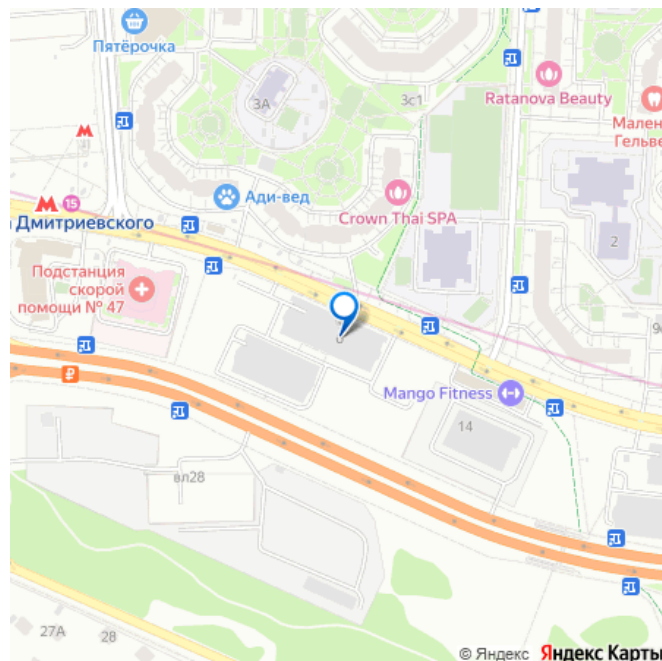 Пятёрочка
3А
3с1
Ratanova Beauty
Мален
Гельве
М
М
15
Дмитриевского
Ади-вед
Crown Thai SPA
2
Подстанция
скорой
помощи № 47
₽
Mango Fitness
14
вл28
27А
28
© Яндекс Яндекс Карты